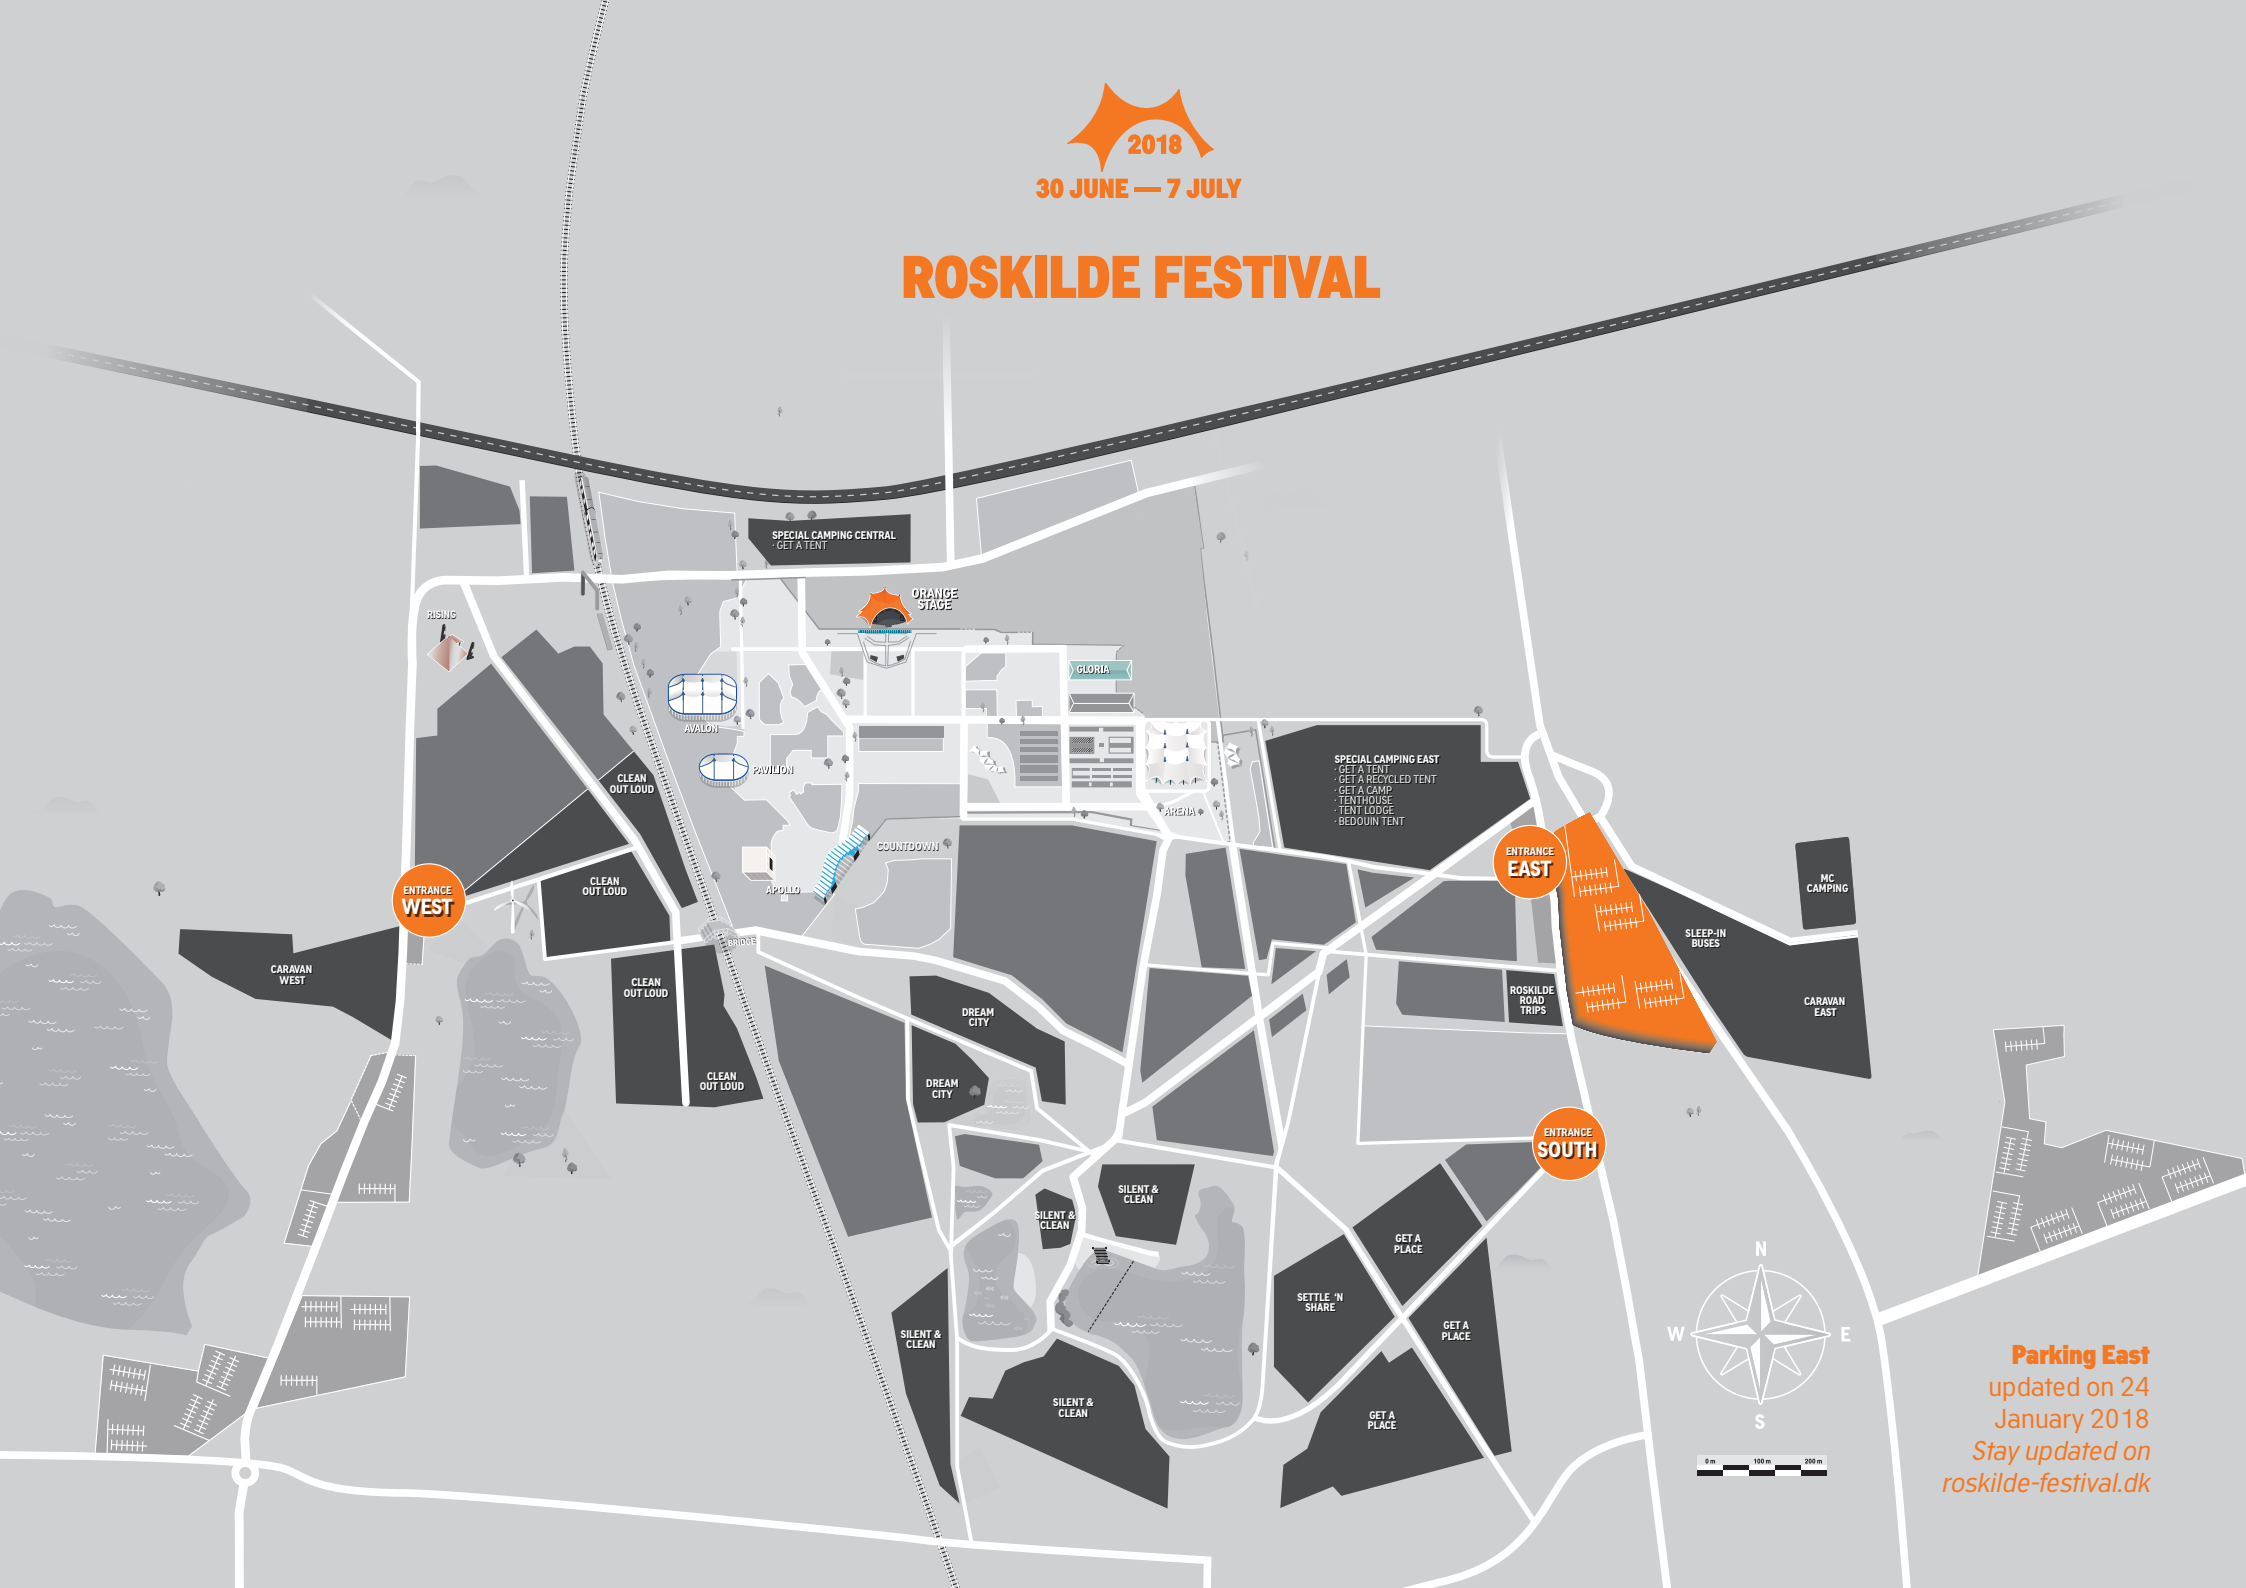 2018
30 JUNE — 7 JULY
ROSKILDE FESTIVAL
SPECIAL CAMPING CENTRAL
· GET A TENT
ORANGE
STAGE
RISING
GLORIA
AVALON
PAVILION
CLEAN
OUT LOUD
SPECIAL CAMPING EAST
· GET A TENT
· GET A RECYCLED TENT
· GET A CAMP
· TENTHOUSE
· TENT LODGE
· BEDOUIN TENT
ARENA
COUNTDOWN
APOLLO
ENTRANCE
EAST
ENTRANCE
WEST
CLEAN
OUT LOUD
MC
CAMPING
BRIDGE
SLEEP-IN
BUSES
CARAVAN
WEST
CLEAN
OUT LOUD
ROSKILDE
ROAD
TRIPS
CARAVAN
EAST
DREAM
CITY
CLEAN
OUT LOUD
DREAM
CITY
ENTRANCE
SOUTH
SILENT &
CLEAN
SILENT &
CLEAN
GET A
PLACE
SETTLE 'N
SHARE
GET A
PLACE
SILENT &
CLEAN
SILENT &
CLEAN
GET A
PLACE
N
W
E
S
0 m
100 m
200 m
Parking East
updated on 24
January 2018
Stay updated on
roskilde-festival.dk